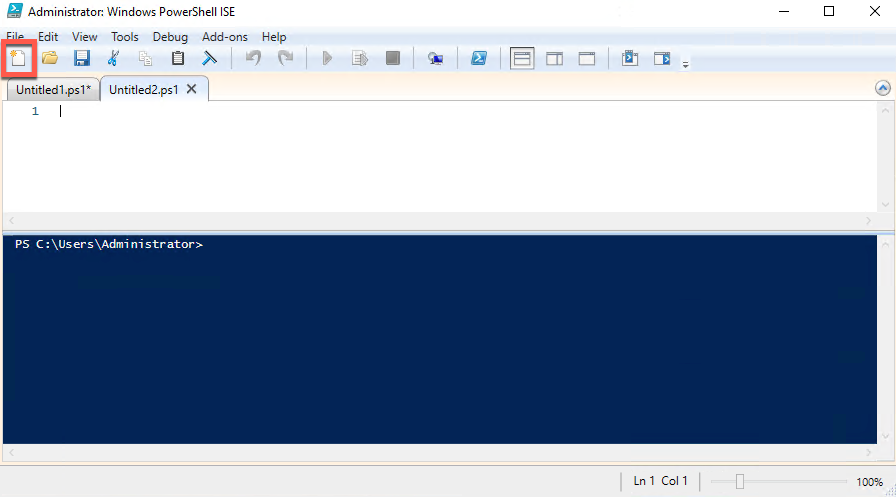 Administrator: Windows PowerShell ISE
File Edit View Tools Debug Add-ons Help
Untitled1.ps1* Untitled2.ps1
1
PS C:\Users\Administrator>
Ln 1 Col 1 100%